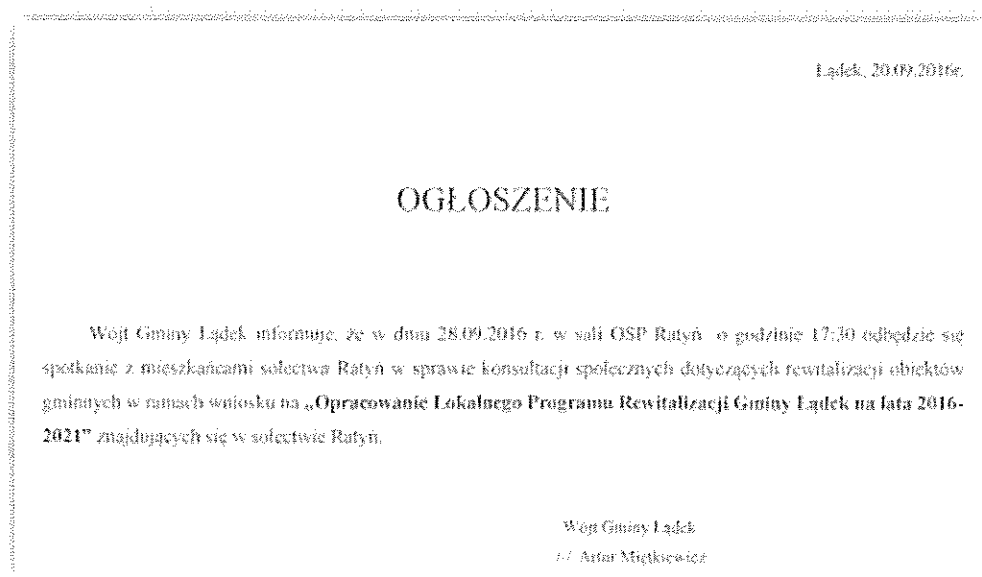 Lądek, 20.09.2016r.
OGŁOSZENIE
Wójt Gminy Lądek informuje, że w dniu 28.09.2016 r. w sali OSP Ratyń o godzinie 17:30 odbędzie się
spotkanie z mieszkańcami sołectwa Ratyń w sprawie konsultacji społecznych dotyczących rewitalizacji obiektów
gminnych w ramach wniosku na „Opracowanie Lokalnego Programu Rewitalizacji Gminy Lądek na lata 2016-
2021” znajdujących się w sołectwie Ratyń.
Wójt Gminy Lądek
/-/ Artur Miętkiewicz